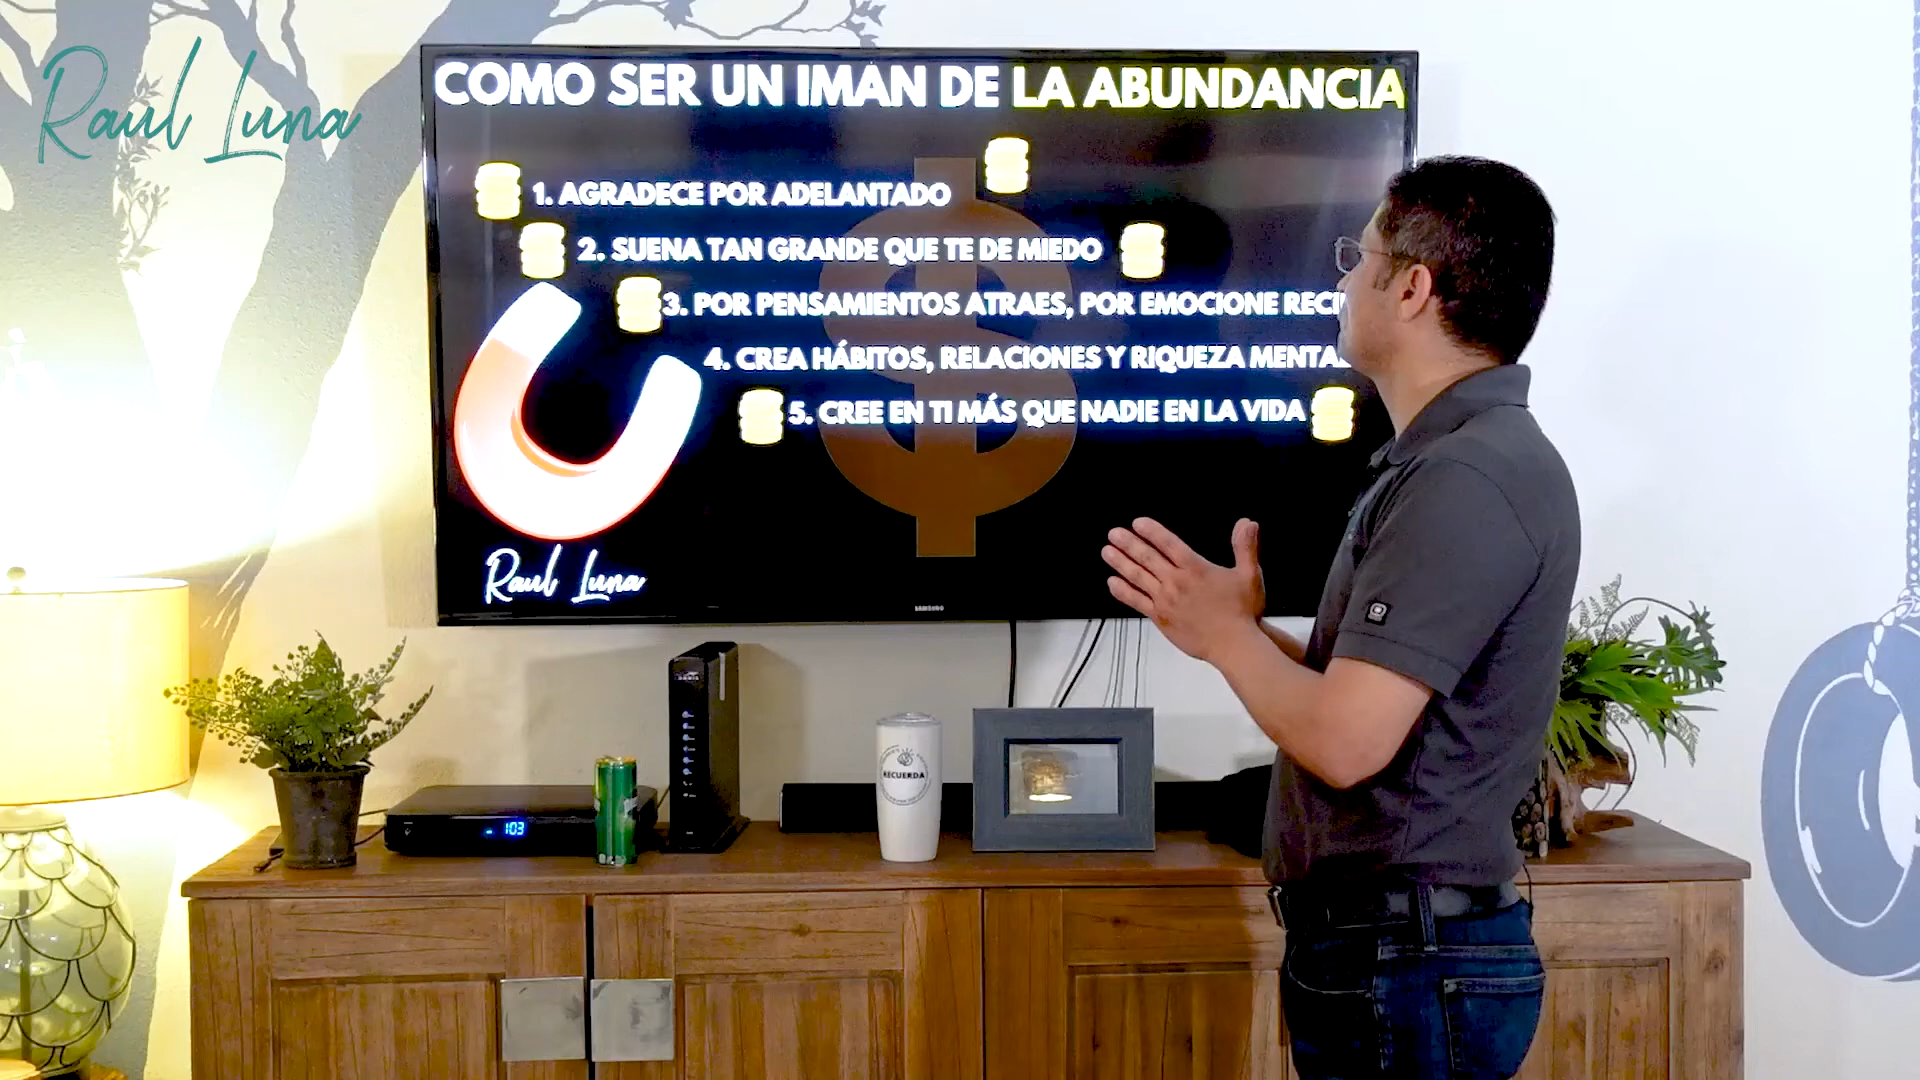 Raul Luna
COMO SER UN IMAN DE LA ABUNDANCIA
1. AGRADECE POR ADELANTADO
2. SUENA TAN GRANDE QUE TE DE MIEDO
3. POR PENSAMIENTOS ATRAES, POR EMOCIONE
4. CREA HÁBITOS, RELACIONES Y RIQUEZA
5. CREE EN TI MÁS QUE NADIE EN LA VIDA
Raul Luna
SAMSUNG
ARRIS
RECUERDA
103